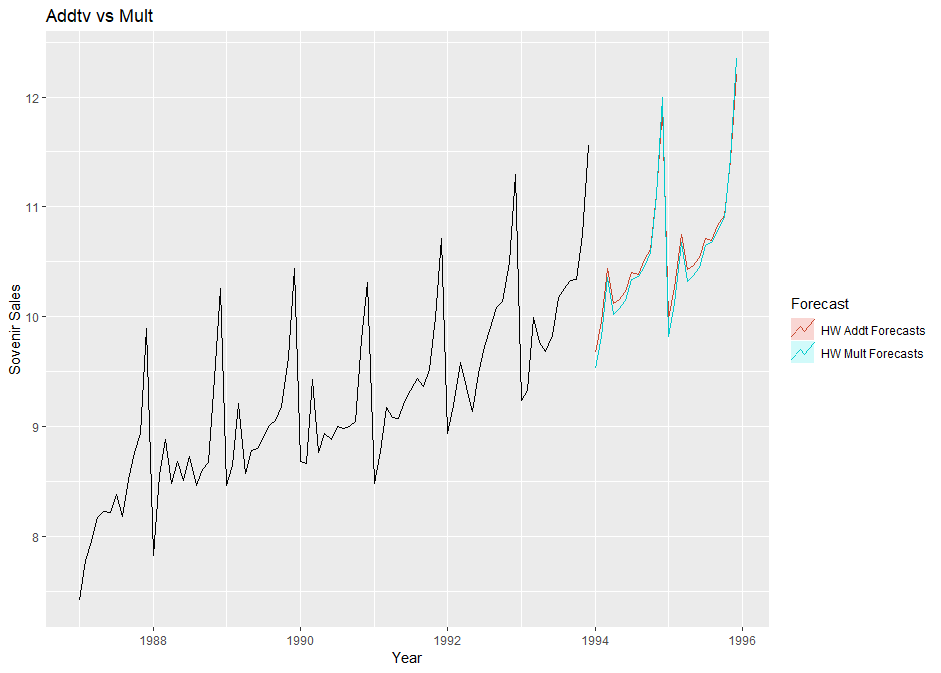 Addtv vs Mult
12
11
10
9
8
Sovenir Sales
1988
1990
1992
1994
1996
Year
Forecast
HW Addt Forecasts
HW Mult Forecasts